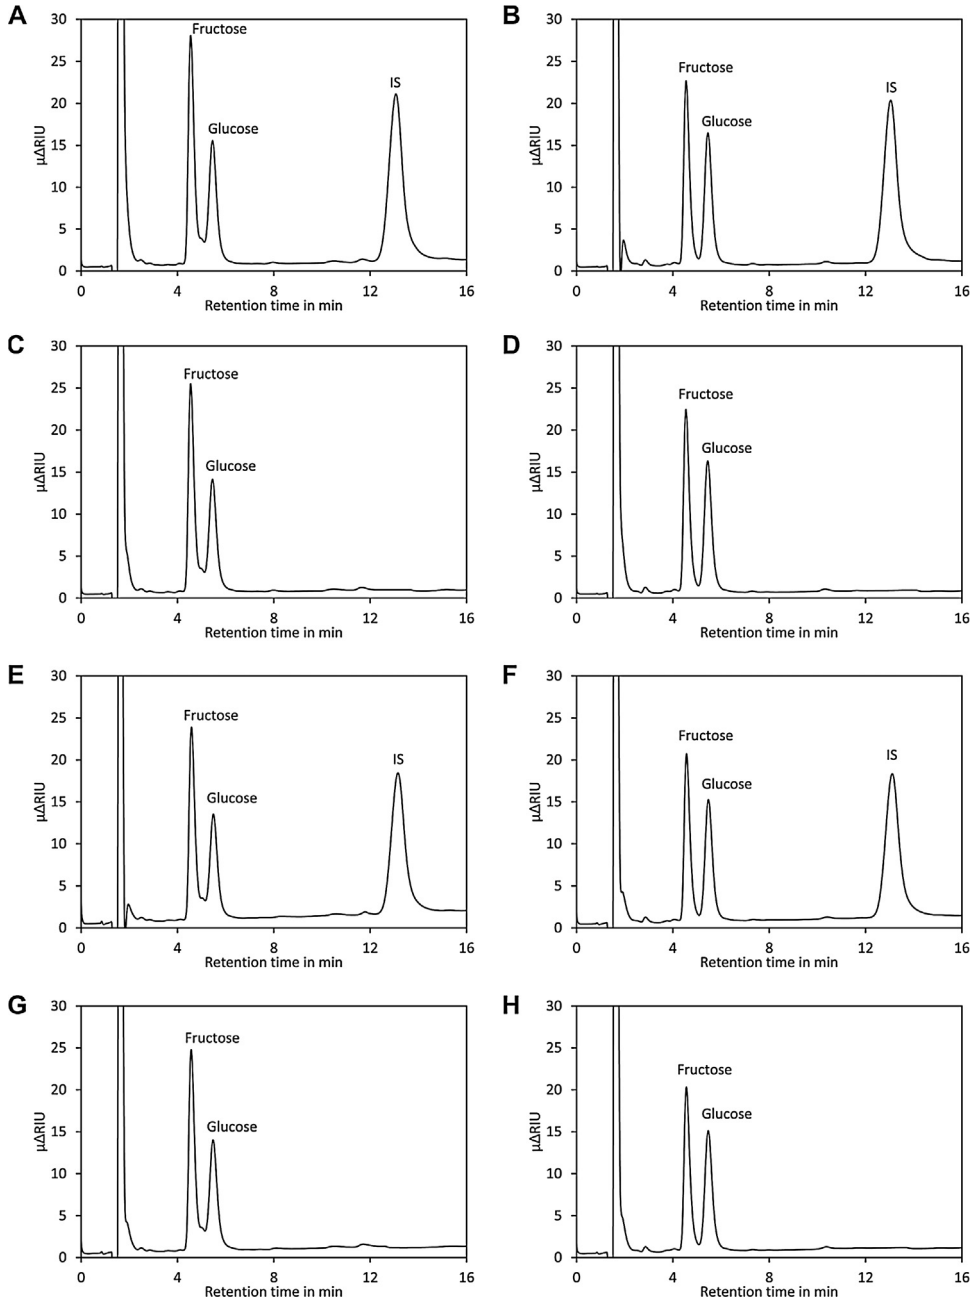 A
30
25
20
15
10
5
0
μΔRIU
Fructose
Glucose
IS
0 4 8 12 16
Retention time in min
B
30
25
20
15
10
5
0
μΔRIU
Fructose
Glucose
IS
0 4 8 12 16
Retention time in min
C
30
25
20
15
10
5
0
μΔRIU
Fructose
Glucose
0 4 8 12 16
Retention time in min
D
30
25
20
15
10
5
0
μΔRIU
Fructose
Glucose
0 4 8 12 16
Retention time in min
E
30
25
20
15
10
5
0
μΔRIU
Fructose
Glucose
IS
0 4 8 12 16
Retention time in min
F
30
25
20
15
10
5
0
μΔRIU
Fructose
Glucose
IS
0 4 8 12 16
Retention time in min
G
30
25
20
15
10
5
0
μΔRIU
Fructose
Glucose
0 4 8 12 16
Retention time in min
H
30
25
20
15
10
5
0
μΔRIU
Fructose
Glucose
0 4 8 12 16
Retention time in min